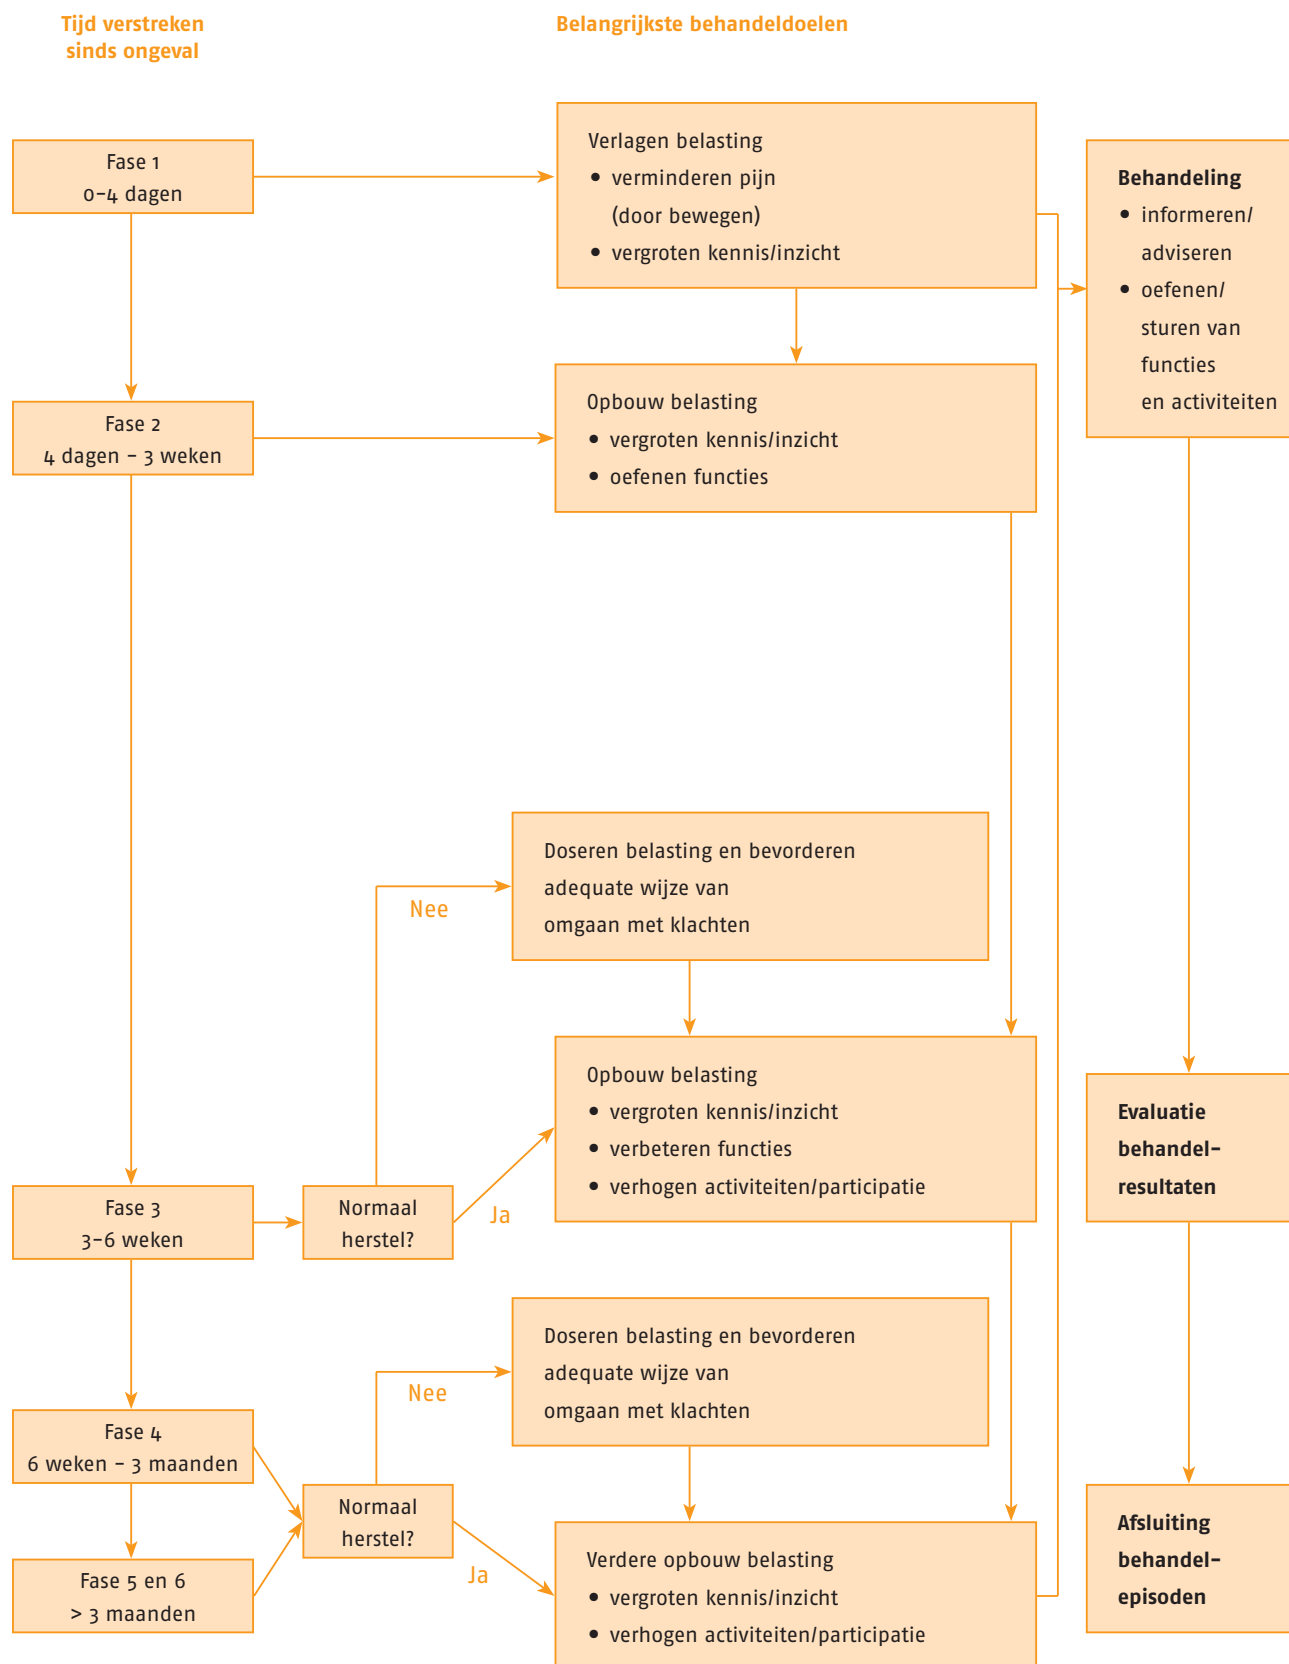 Tijd verstreken
sinds ongeval
Belangrijkste behandeldoelen
Fase 1
0-4 dagen
Verlagen belasting
• verminderen pijn
(door bewegen)
• vergroten kennis/inzicht
Behandeling
• informeren/
adviseren
• oefenen/
sturen van
functies
en activiteiten
Fase 2
4 dagen – 3 weken
Opbouw belasting
• vergroten kennis/inzicht
• oefenen functies
Doseren belasting en bevorderen
adequate wijze van
omgaan met klachten
Nee
Opbouw belasting
• vergroten kennis/inzicht
• verbeteren functies
• verhogen activiteiten/participatie
Evaluatie
behandel-
resultaten
Fase 3
3-6 weken
Normaal
herstel?
Ja
Doseren belasting en bevorderen
adequate wijze van
omgaan met klachten
Nee
Fase 4
6 weken – 3 maanden
Normaal
herstel?
Ja
Fase 5 en 6
> 3 maanden
Verdere opbouw belasting
• vergroten kennis/inzicht
• verhogen activiteiten/participatie
Afsluiting
behandel-
episoden